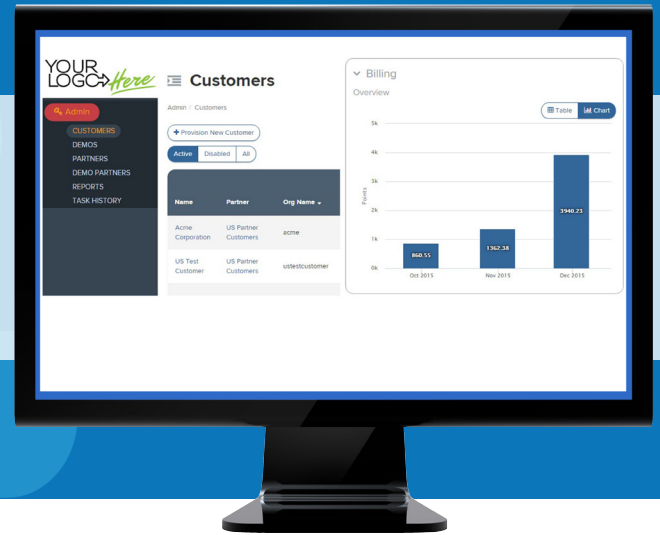 YOUR
LOGO Here
Admin
CUSTOMERS
DEMOS
PARTNERS
DEMO PARTNERS
REPORTS
TASK HISTORY
Customers
Admin / Customers
+ Provision New Customer
Active Disabled All
Name Partner Org Name
Acme Corporation US Partner Customers acme
US Test Customer US Partner Customers ustestcustomer
Billing
Overview
Table Chart
Points
5k
4k
3k
2k
1k
0k
860.55
1362.38
3940.23
Oct 2015 Nov 2015 Dec 2015